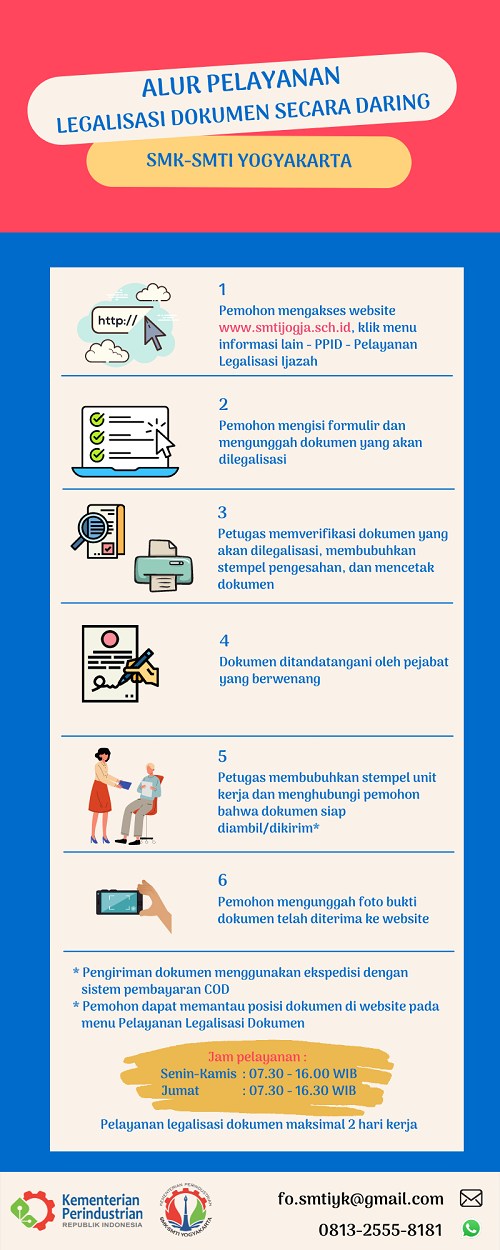 ALUR PELAYANAN
LEGALISASI DOKUMEN SECARA DARING
SMK-SMTI YOGYAKARTA
http://
1
Pemohon mengakses website
www.smtijogja.sch.id, klik menu
informasi lain - PPID - Pelayanan
Legalisasi Ijazah
2
Pemohon mengisi formulir dan
mengunggah dokumen yang akan
dilegalisasi
3
Petugas memverifikasi dokumen yang
akan dilegalisasi, membubuhkan
stempel pengesahan, dan mencetak
dokumen
4
Dokumen ditandatangani oleh pejabat
yang berwenang
5
Petugas membubuhkan stempel unit
kerja dan menghubungi pemohon
bahwa dokumen siap
diambil/dikirim*
6
Pemohon mengunggah foto bukti
dokumen telah diterima ke website
* Pengiriman dokumen menggunakan ekspedisi dengan
sistem pembayaran COD
* Pemohon dapat memantau posisi dokumen di website pada
menu Pelayanan Legalisasi Dokumen
Jam pelayanan :
Senin-Kamis : 07.30 - 16.00 WIB
Jumat : 07.30 - 16.30 WIB
Pelayanan legalisasi dokumen maksimal 2 hari kerja
Kementerian
Perindustrian
REPUBLIK INDONESIA
KEMENTERIAN PERINDUSTRIAN
SMK-SMTI YOGYAKARTA
fo.smtiyk@gmail.com
0813-2555-8181